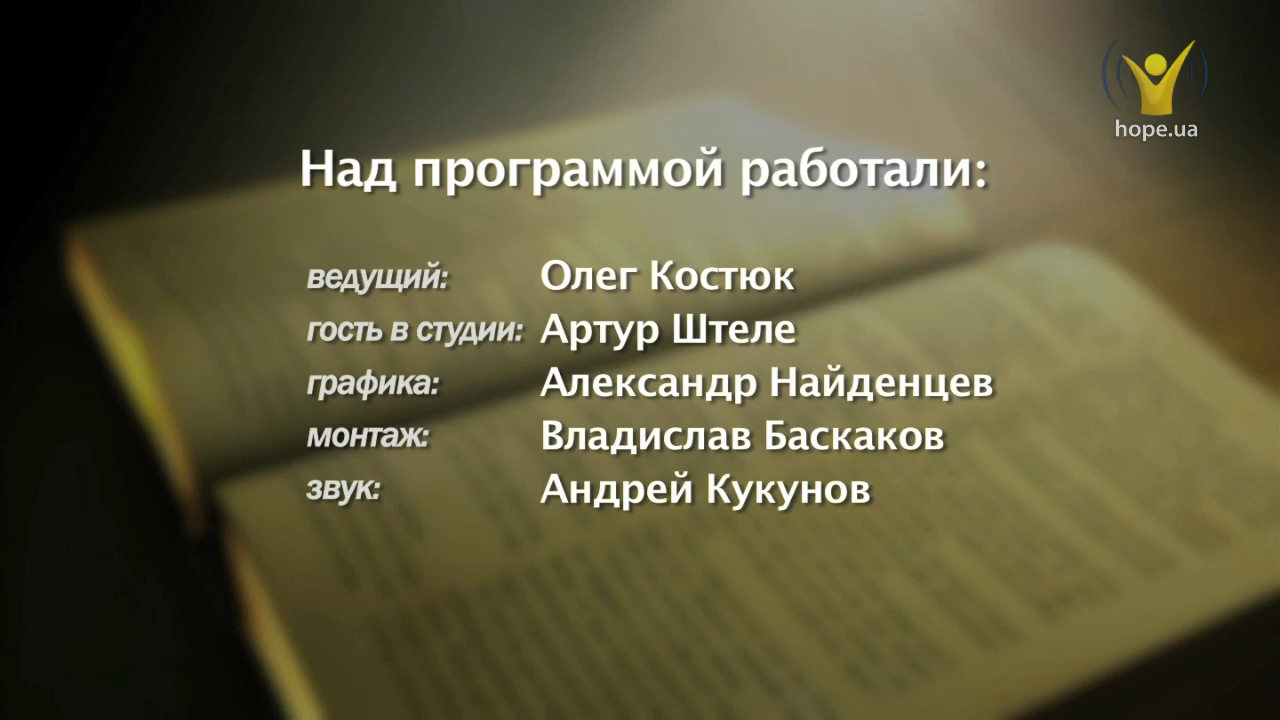 hope.ua
Над программой работали:
ведущий: Олег Костюк
гость в студии: Артур Штеле
графика: Александр Найденцев
монтаж: Владислав Баскаков
звук: Андрей Кукунов